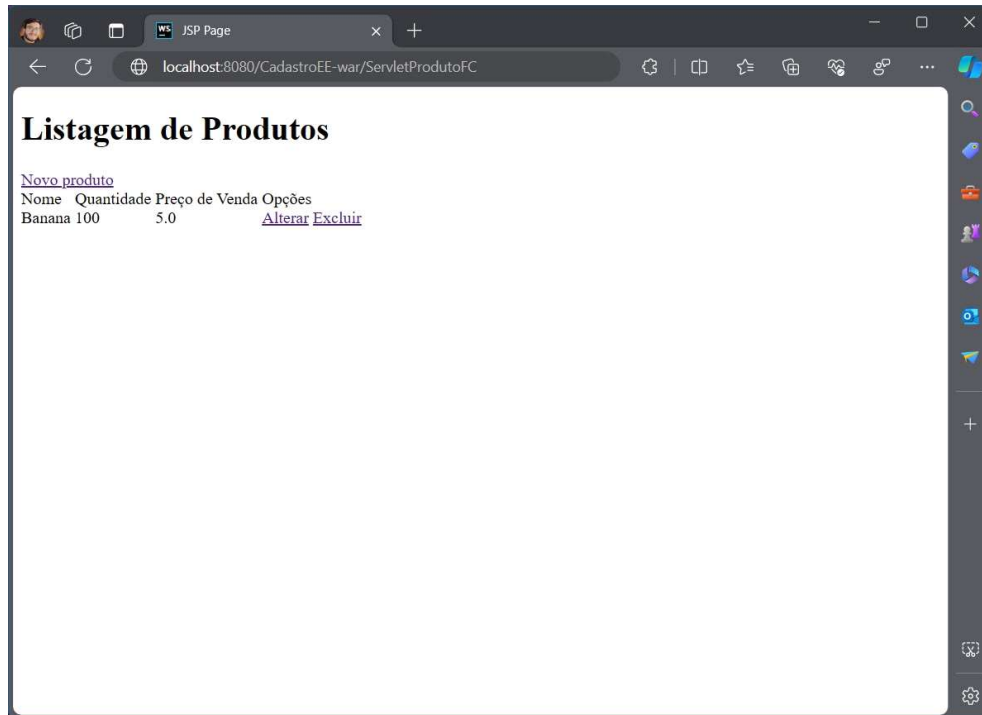 WS JSP Page
localhost:8080/CadastroEE-war/ServletProdutoFC
Listagem de Produtos
Novo produto
Nome Quantidade Preço de Venda Opções
Banana 100 5.0 Alterar Excluir